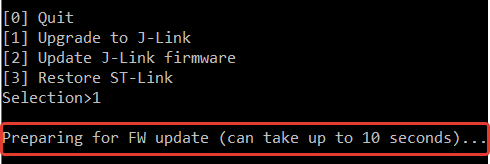 [0] Quit
[1] Upgrade to J-Link
[2] Update J-Link firmware
[3] Restore ST-Link
Selection>1
Preparing for FW update (can take up to 10 seconds)...